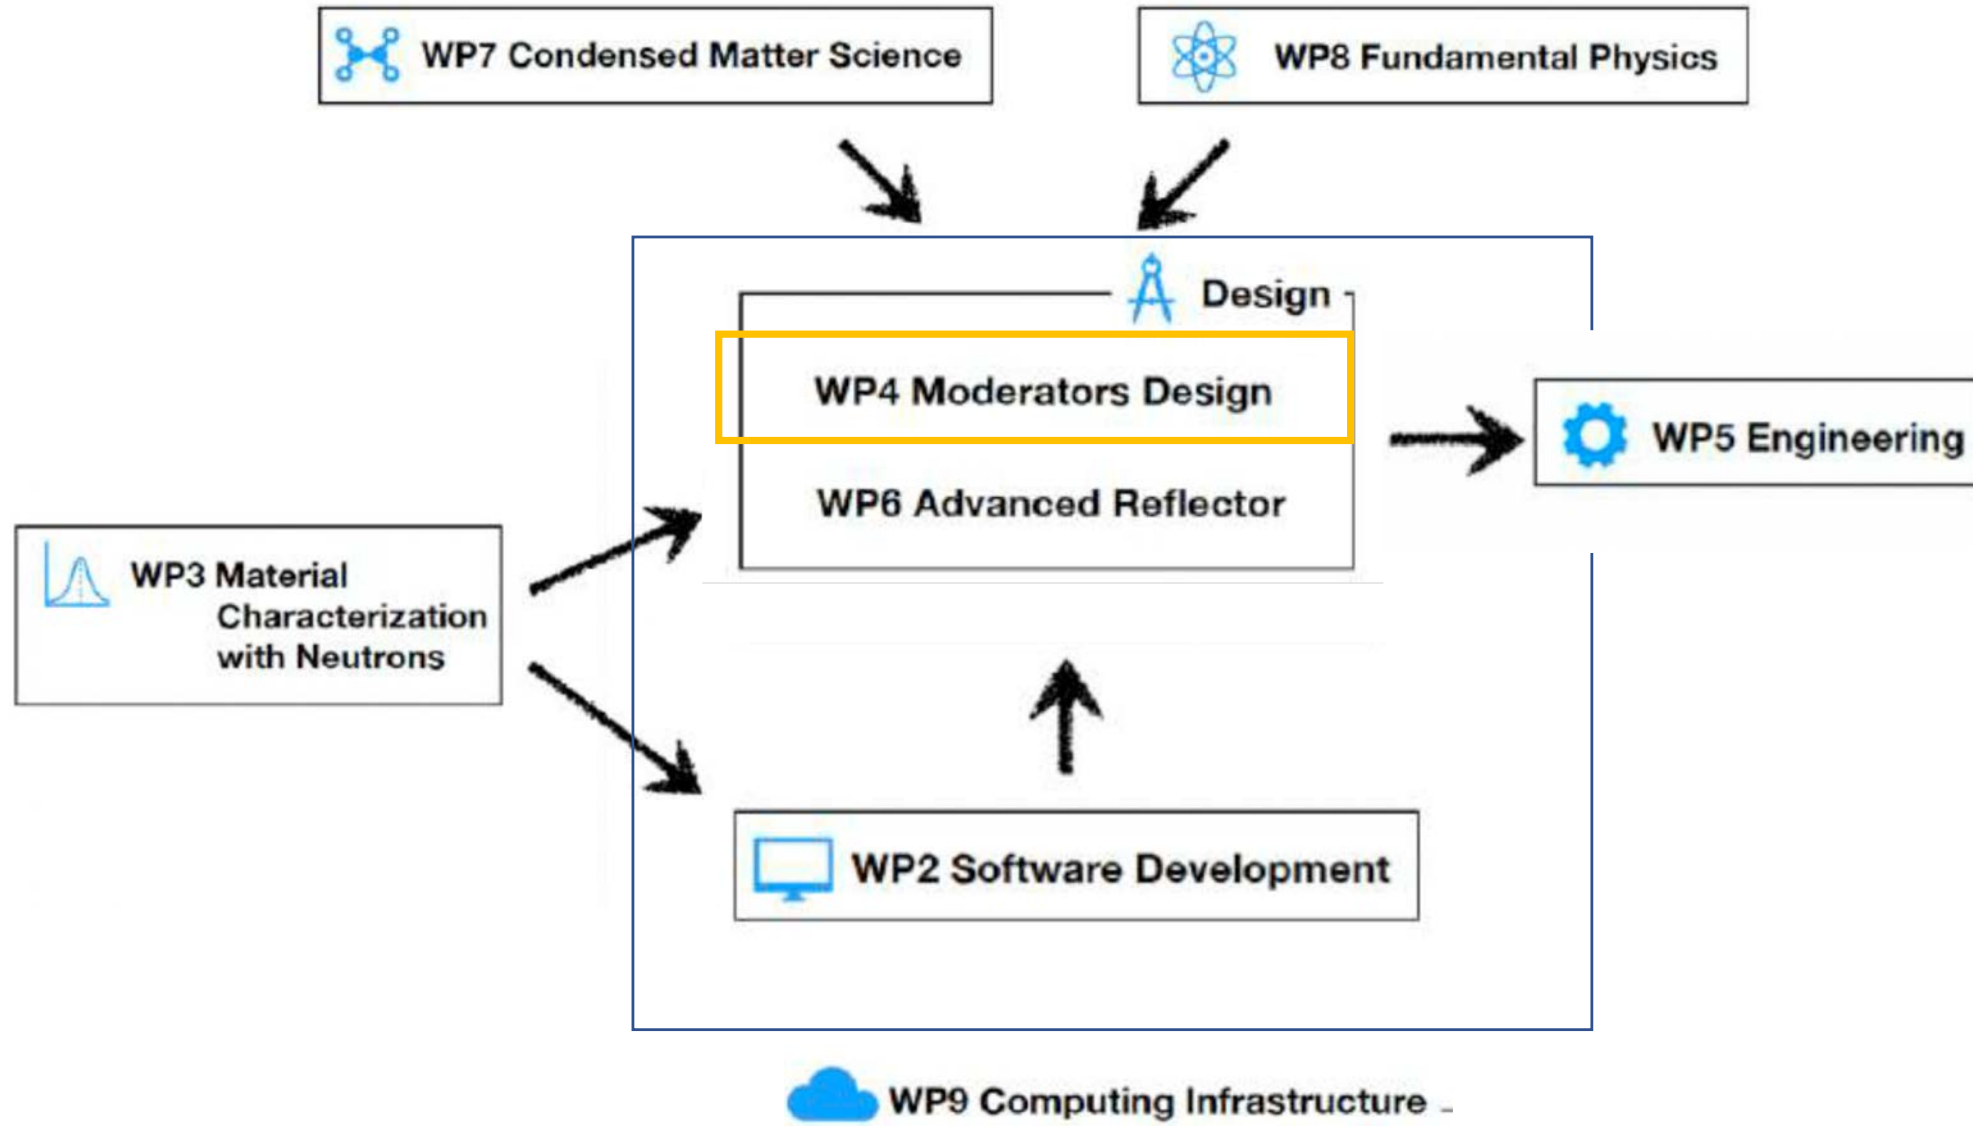 WP7 Condensed Matter Science
WP8 Fundamental Physics
Design
WP4 Moderators Design
WP6 Advanced Reflector
WP5 Engineering
WP3 Material
Characterization
with Neutrons
WP2 Software Development
WP9 Computing Infrastructure